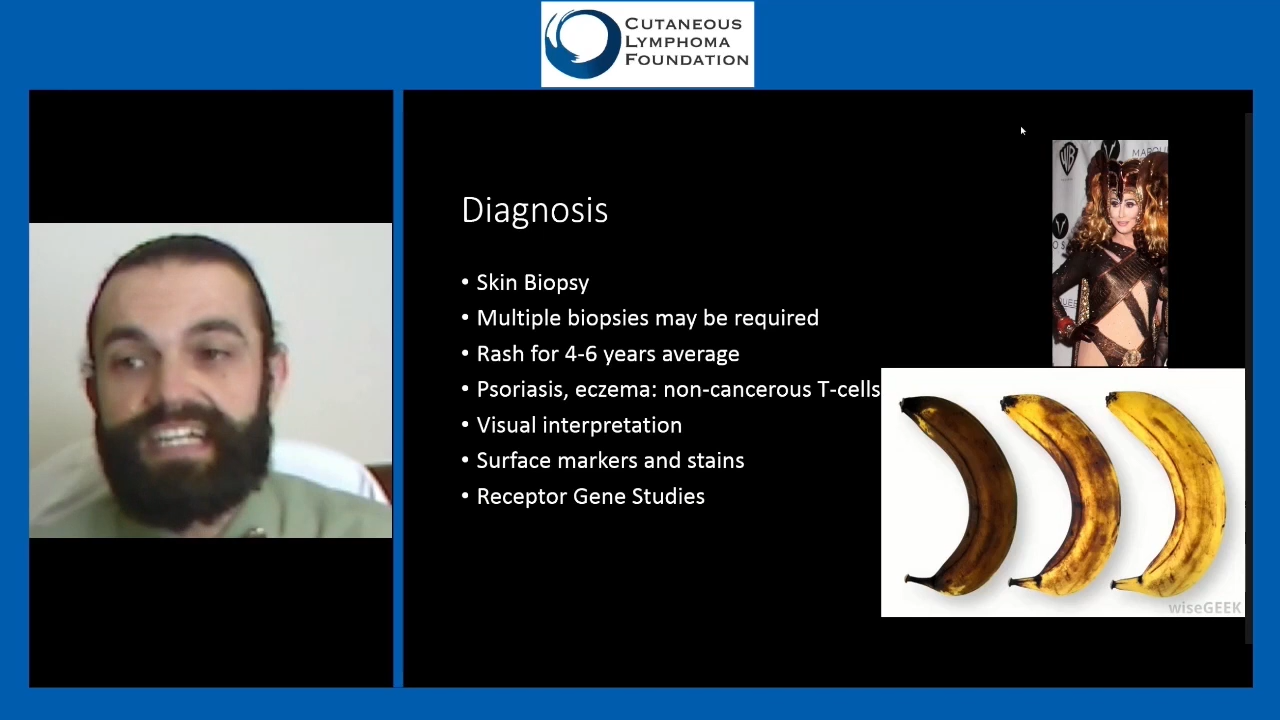 CUTANEOUS
LYMPHOMA
FOUNDATION
Diagnosis
• Skin Biopsy
• Multiple biopsies may be required
• Rash for 4-6 years average
• Psoriasis, eczema: non-cancerous T-cells
• Visual interpretation
• Surface markers and stains
• Receptor Gene Studies
wiseGEEK